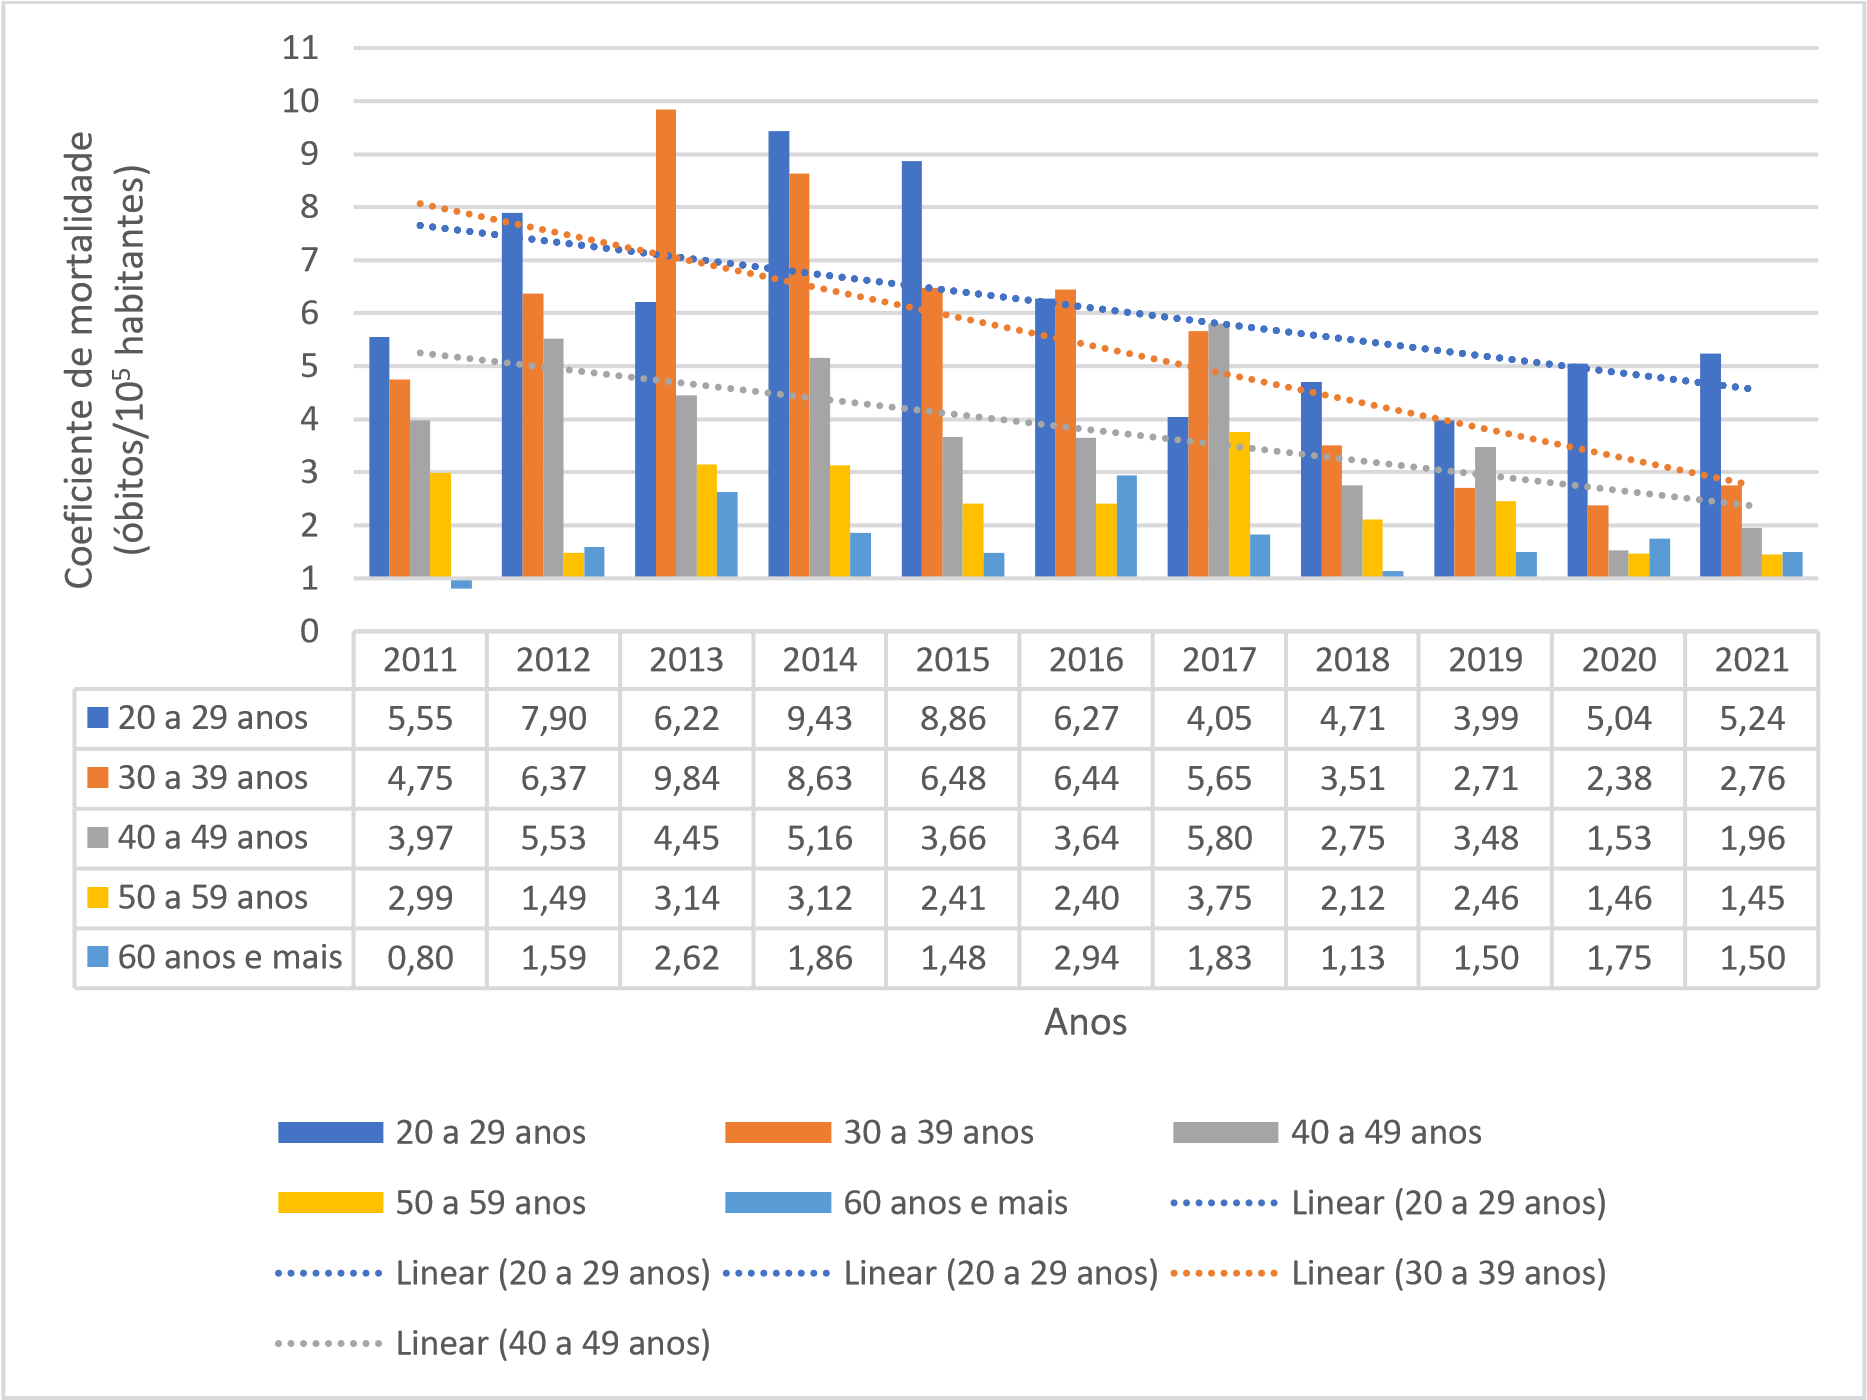 Coeficiente de mortalidade
(óbitos/10⁵ habitantes)
11
10
9
8
7
6
5
4
3
2
1
0
2011 2012 2013 2014 2015 2016 2017 2018 2019 2020 2021
20 a 29 anos 5,55 7,90 6,22 9,43 8,86 6,27 4,05 4,71 3,99 5,04 5,24
30 a 39 anos 4,75 6,37 9,84 8,63 6,48 6,44 5,65 3,51 2,71 2,38 2,76
40 a 49 anos 3,97 5,53 4,45 5,16 3,66 3,64 5,80 2,75 3,48 1,53 1,96
50 a 59 anos 2,99 1,49 3,14 3,12 2,41 2,40 3,75 2,12 2,46 1,46 1,45
60 anos e mais 0,80 1,59 2,62 1,86 1,48 2,94 1,83 1,13 1,50 1,75 1,50
Anos
20 a 29 anos 30 a 39 anos 40 a 49 anos
50 a 59 anos 60 anos e mais Linear (20 a 29 anos)
Linear (20 a 29 anos) Linear (20 a 29 anos) Linear (30 a 39 anos)
Linear (40 a 49 anos)